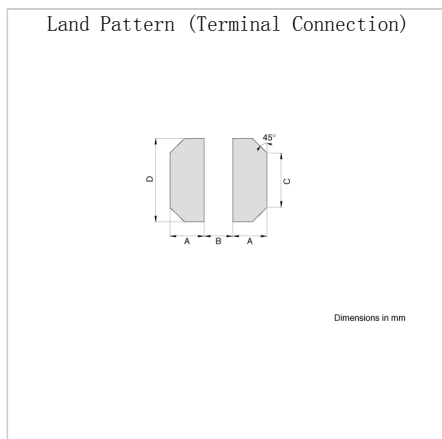 Land Pattern (Terminal Connection)
45°
D
C
A B A
Dimensions in mm